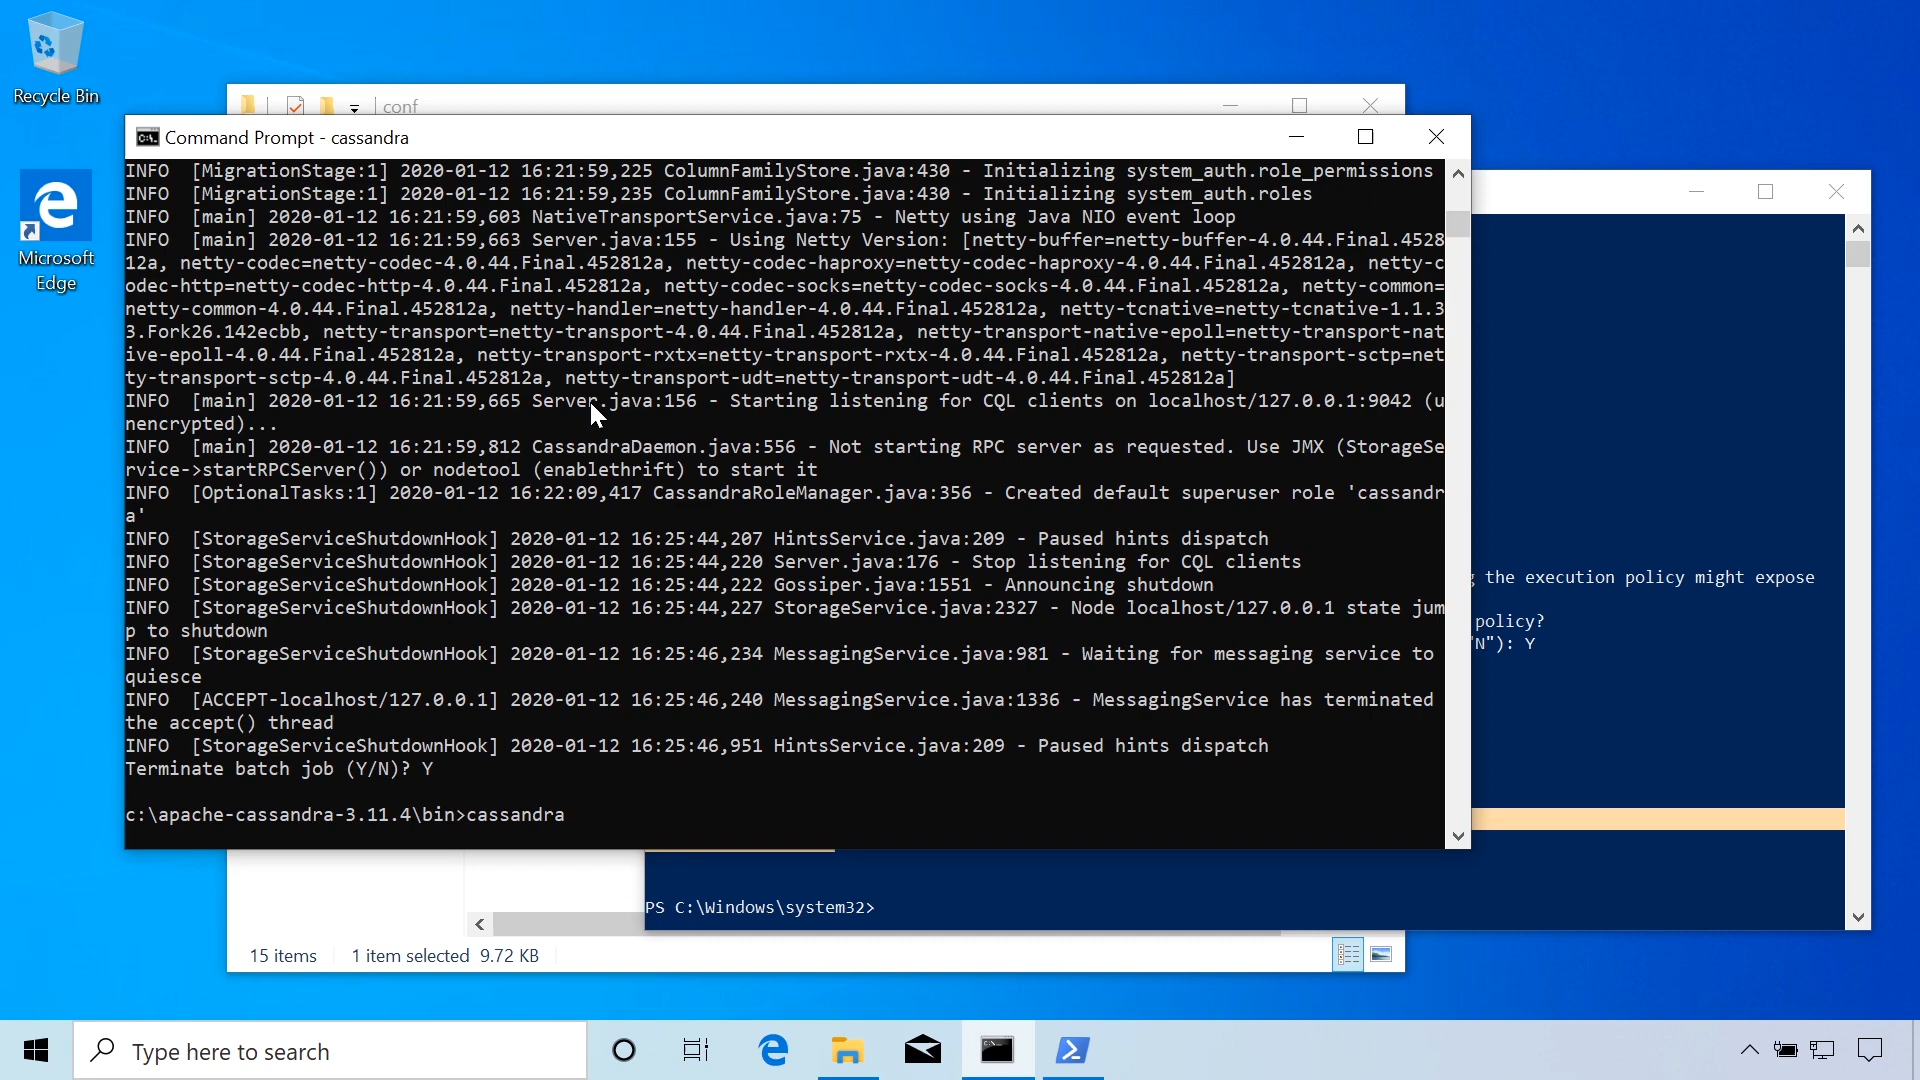 Recycle Bin
Microsoft
Edge
conf
Command Prompt - cassandra
INFO  [MigrationStage:1] 2020-01-12 16:21:59,225 ColumnFamilyStore.java:430 - Initializing system_auth.role_permissions
INFO  [MigrationStage:1] 2020-01-12 16:21:59,235 ColumnFamilyStore.java:430 - Initializing system_auth.roles
INFO  [main] 2020-01-12 16:21:59,603 NativeTransportService.java:75 - Netty using Java NIO event loop
INFO  [main] 2020-01-12 16:21:59,663 Server.java:155 - Using Netty Version: [netty-buffer=netty-buffer-4.0.44.Final.4528
12a, netty-codec=netty-codec-4.0.44.Final.452812a, netty-codec-haproxy=netty-codec-haproxy-4.0.44.Final.452812a, netty-c
odec-http=netty-codec-http-4.0.44.Final.452812a, netty-codec-socks=netty-codec-socks-4.0.44.Final.452812a, netty-common=
netty-common-4.0.44.Final.452812a, netty-handler=netty-handler-4.0.44.Final.452812a, netty-tcnative=netty-tcnative-1.1.3
3.Fork26.142ecbb, netty-transport=netty-transport-4.0.44.Final.452812a, netty-transport-native-epoll=netty-transport-nat
ive-epoll-4.0.44.Final.452812a, netty-transport-rxtx=netty-transport-rxtx-4.0.44.Final.452812a, netty-transport-sctp=net
ty-transport-sctp-4.0.44.Final.452812a, netty-transport-udt=netty-transport-udt-4.0.44.Final.452812a]
INFO  [main] 2020-01-12 16:21:59,665 Server.java:156 - Starting listening for CQL clients on localhost/127.0.0.1:9042 (u
nencrypted)...
INFO  [main] 2020-01-12 16:21:59,812 CassandraDaemon.java:556 - Not starting RPC server as requested. Use JMX (StorageSe
rvice->startRPCServer()) or nodetool (enablethrift) to start it
INFO  [OptionalTasks:1] 2020-01-12 16:22:09,417 CassandraRoleManager.java:356 - Created default superuser role 'cassandr
a'
INFO  [StorageServiceShutdownHook] 2020-01-12 16:25:44,207 HintsService.java:209 - Paused hints dispatch
INFO  [StorageServiceShutdownHook] 2020-01-12 16:25:44,220 Server.java:176 - Stop listening for CQL clients
INFO  [StorageServiceShutdownHook] 2020-01-12 16:25:44,222 Gossiper.java:1551 - Announcing shutdown
INFO  [StorageServiceShutdownHook] 2020-01-12 16:25:44,227 StorageService.java:2327 - Node localhost/127.0.0.1 state jum
p to shutdown
INFO  [StorageServiceShutdownHook] 2020-01-12 16:25:46,234 MessagingService.java:981 - Waiting for messaging service to
quiesce
INFO  [ACCEPT-localhost/127.0.0.1] 2020-01-12 16:25:46,240 MessagingService.java:1336 - MessagingService has terminated
the accept() thread
INFO  [StorageServiceShutdownHook] 2020-01-12 16:25:46,951 HintsService.java:209 - Paused hints dispatch
Terminate batch job (Y/N)? Y
c:\apache-cassandra-3.11.4\bin>cassandra
the execution policy might expose
policy?
"N"): Y
PS C:\Windows\system32>
15 items
1 item selected  9.72 KB
Type here to search